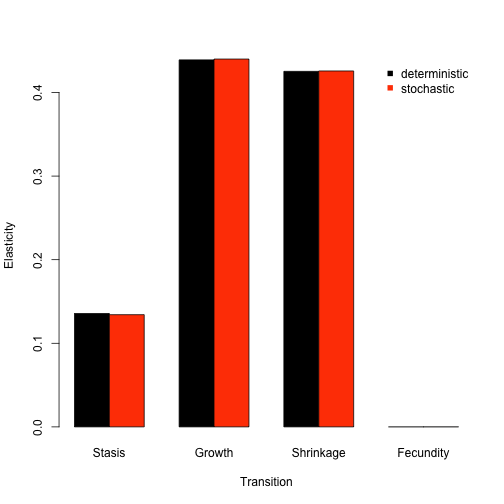 deterministic
stochastic
Elasticity
0.4
0.3
0.2
0.1
0.0
Stasis Growth Shrinkage Fecundity
Transition